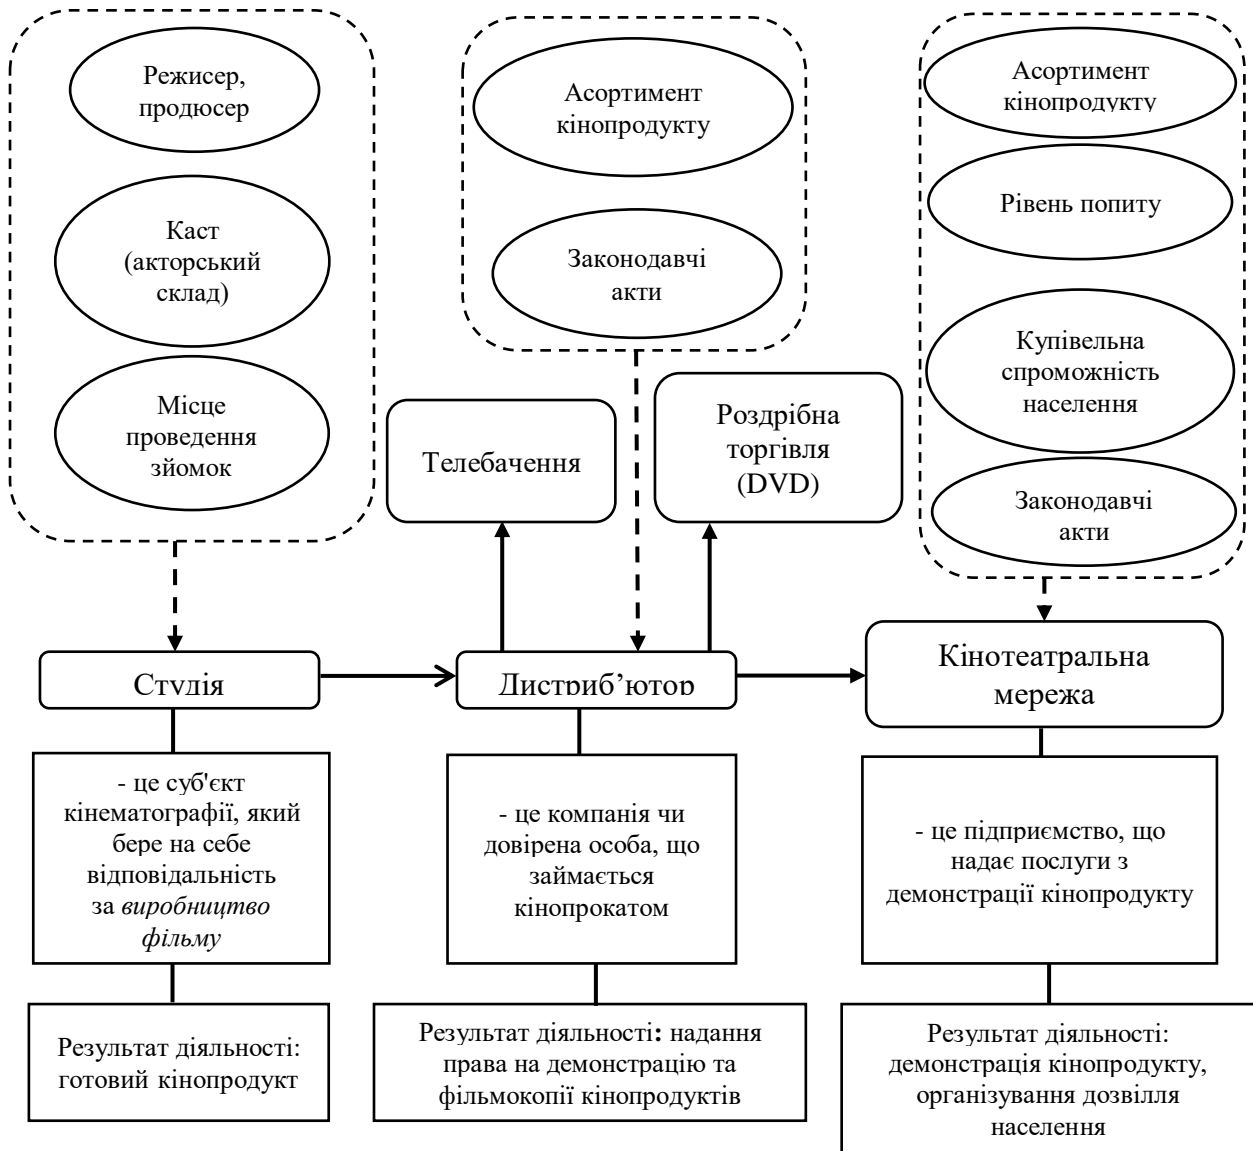 Режисер,
продюсер
Каст
(акторський
склад)
Місце
проведення
зйомок
Асортимент
кінопродукту
Законодавчі
акти
Асортимент
кінопродукту
Рівень попиту
Купівельна
спроможність
населення
Законодавчі
акти
Телебачення
Роздрібна
торгівля
(DVD)
Студія
Дистриб’ютор
Кінотеатральна
мережа
- це суб'єкт
кінематографії, який
бере на себе
відповідальність
за виробництво
фільму
- це компанія чи
довірена особа, що
займається
кінопрокатом
- це підприємство, що
надає послуги з
демонстрації кінопродукту
Результат діяльності:
готовий кінопродукт
Результат діяльності: надання
права на демонстрацію та
фільмокопії кінопродуктів
Результат діяльності:
демонстрація кінопродукту,
організування дозвілля
населення